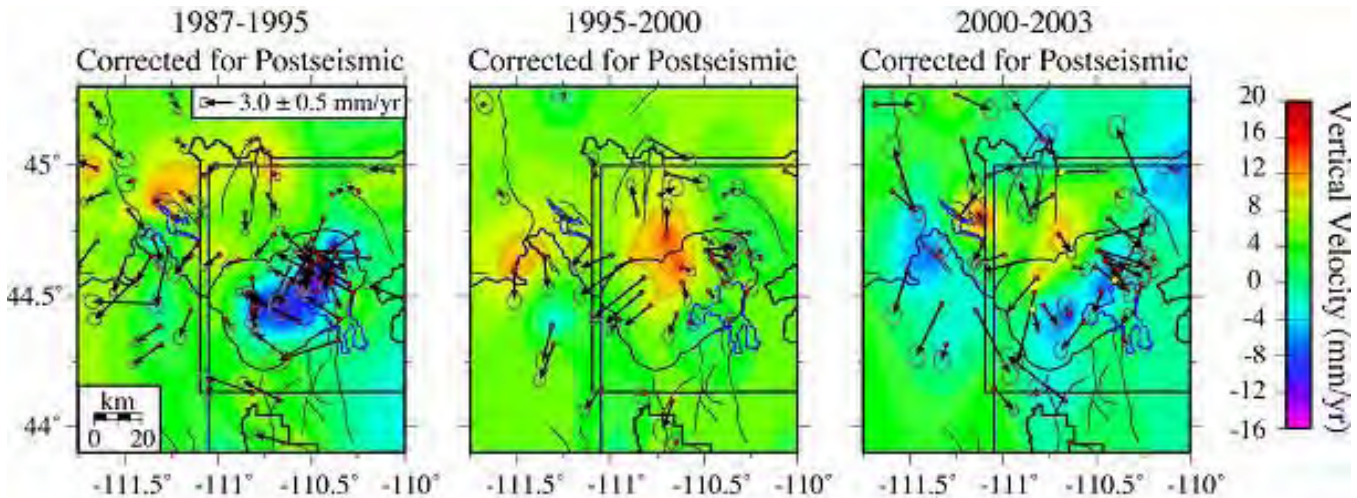 1987-1995
Corrected for Postseismic
1995-2000
Corrected for Postseismic
2000-2003
Corrected for Postseismic
3.0 ± 0.5 mm/yr
45°
44.5°
44°
km
0 20
-111.5° -111° -110.5° -110°
-111.5° -111° -110.5° -110°
-111.5° -111° -110.5° -110°
20
16
12
8
4
0
-4
-8
-12
-16
Vertical Velocity (mm/yr)